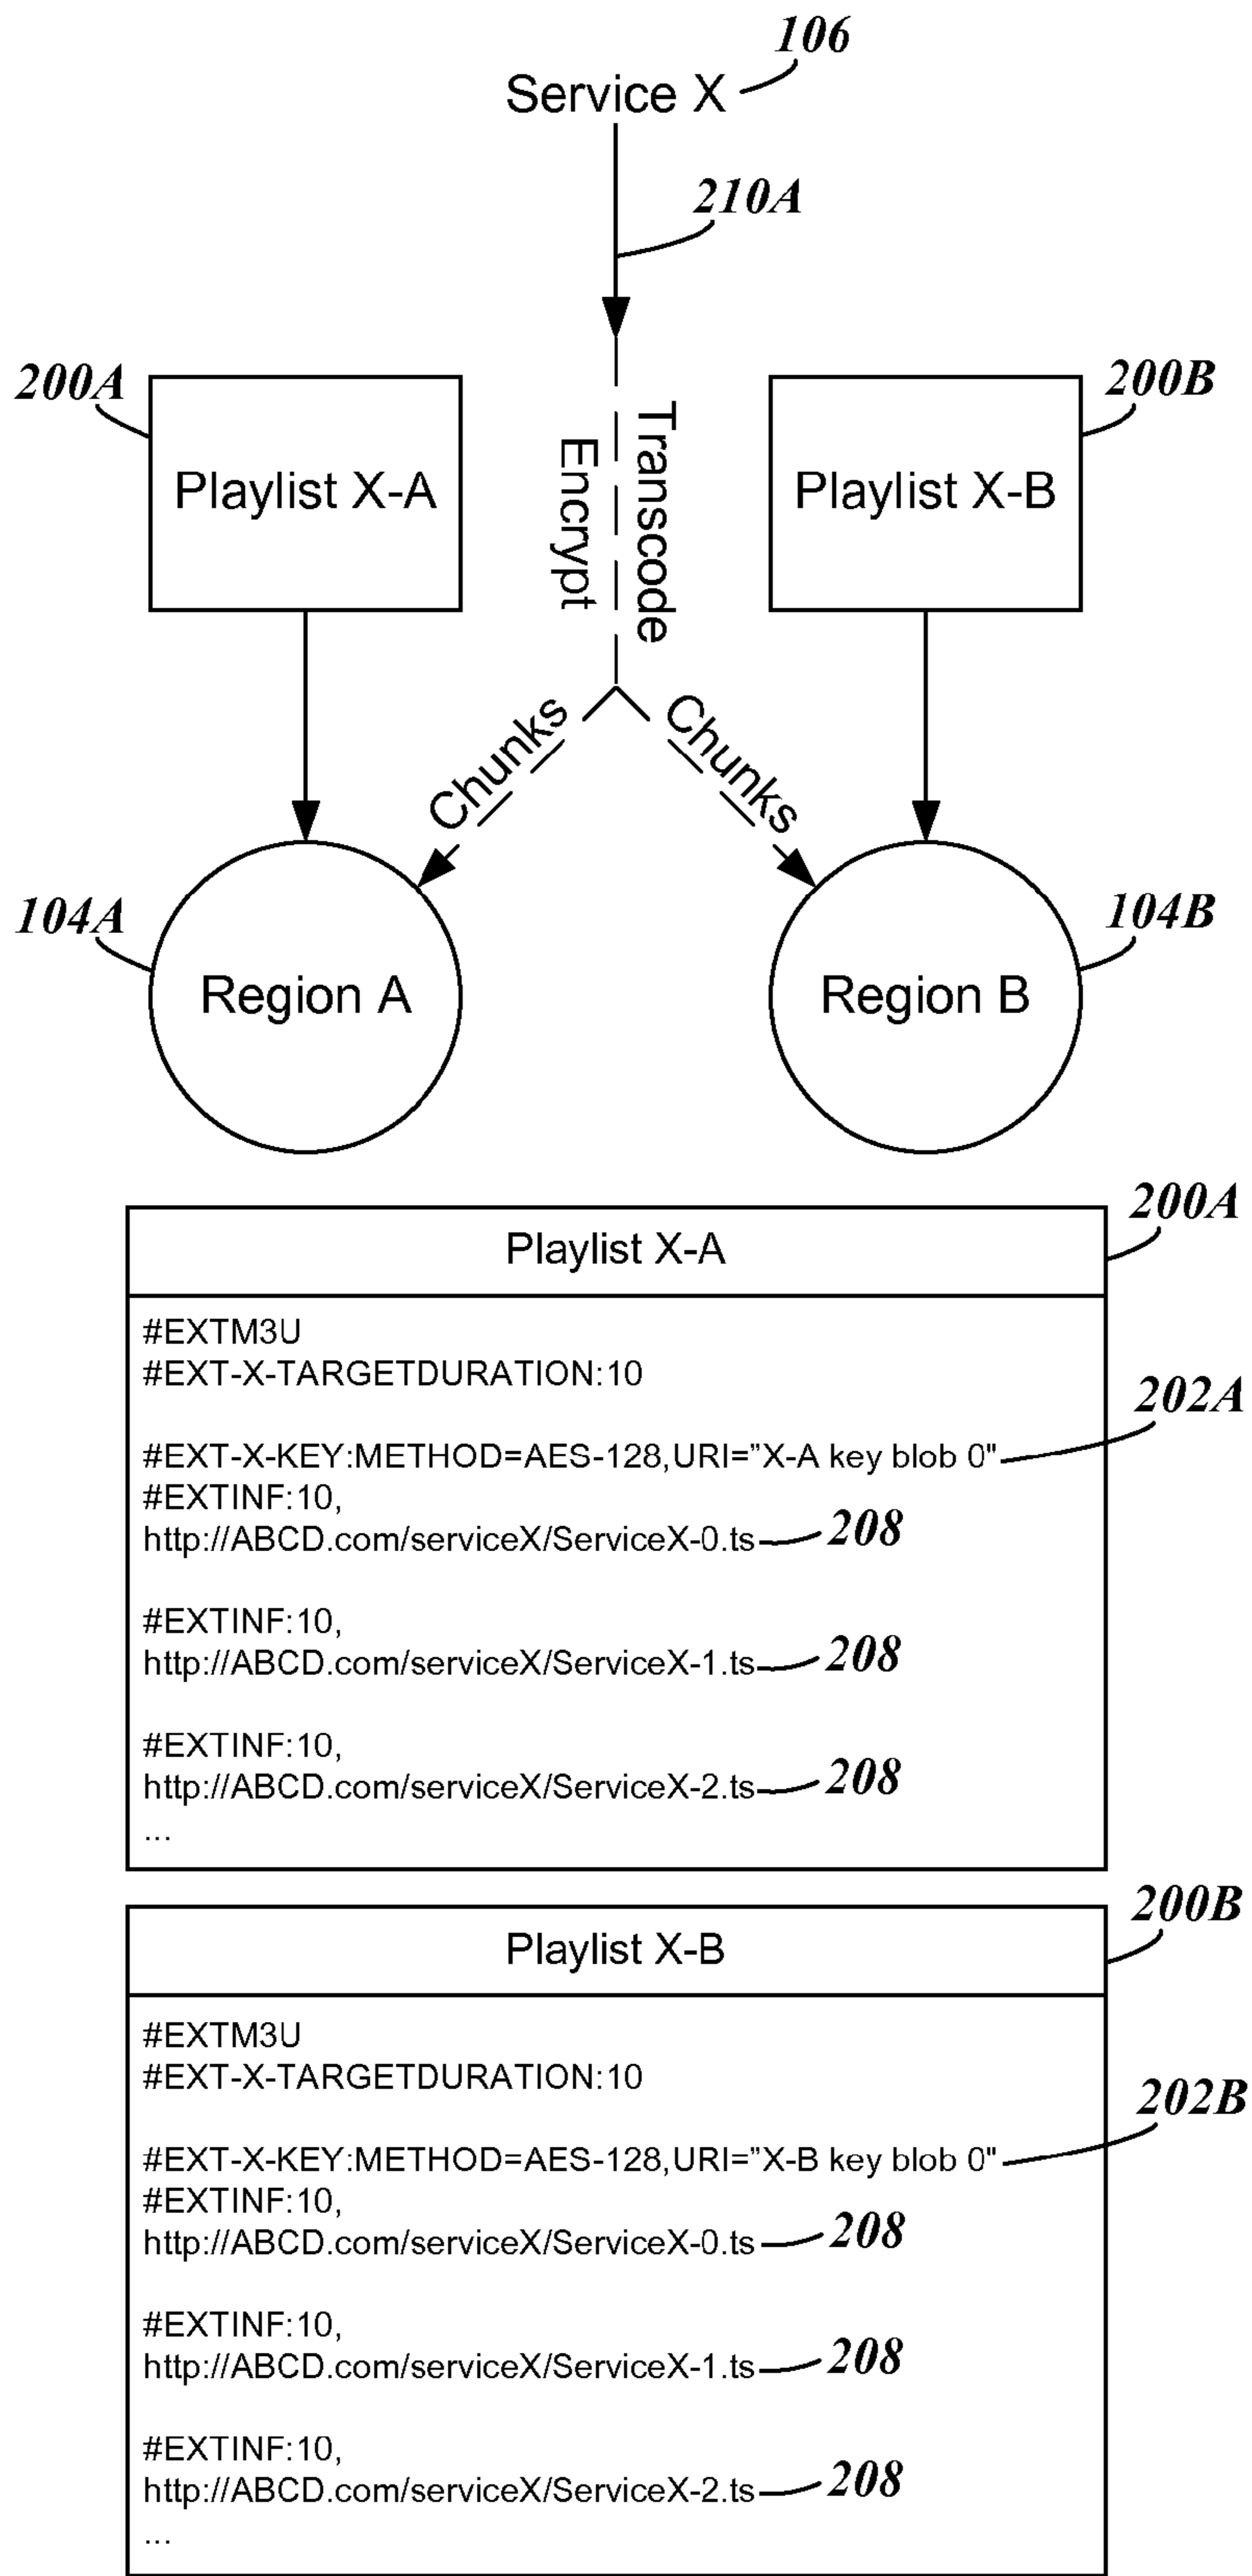 106
Service X
210A
200A
200B
Playlist X-A
Transcode
Encrypt
Playlist X-B
Chunks
Chunks
104A
104B
Region A
Region B
200A
Playlist X-A
#EXTM3U
#EXT-X-TARGETDURATION:10
202A
#EXT-X-KEY:METHOD=AES-128,URI=”X-A key blob 0"
#EXTINF:10,
http://ABCD.com/serviceX/ServiceX-0.ts 208
#EXTINF:10,
http://ABCD.com/serviceX/ServiceX-1.ts 208
#EXTINF:10,
http://ABCD.com/serviceX/ServiceX-2.ts 208
...
200B
Playlist X-B
#EXTM3U
#EXT-X-TARGETDURATION:10
202B
#EXT-X-KEY:METHOD=AES-128,URI=”X-B key blob 0"
#EXTINF:10,
http://ABCD.com/serviceX/ServiceX-0.ts 208
#EXTINF:10,
http://ABCD.com/serviceX/ServiceX-1.ts 208
#EXTINF:10,
http://ABCD.com/serviceX/ServiceX-2.ts 208
...